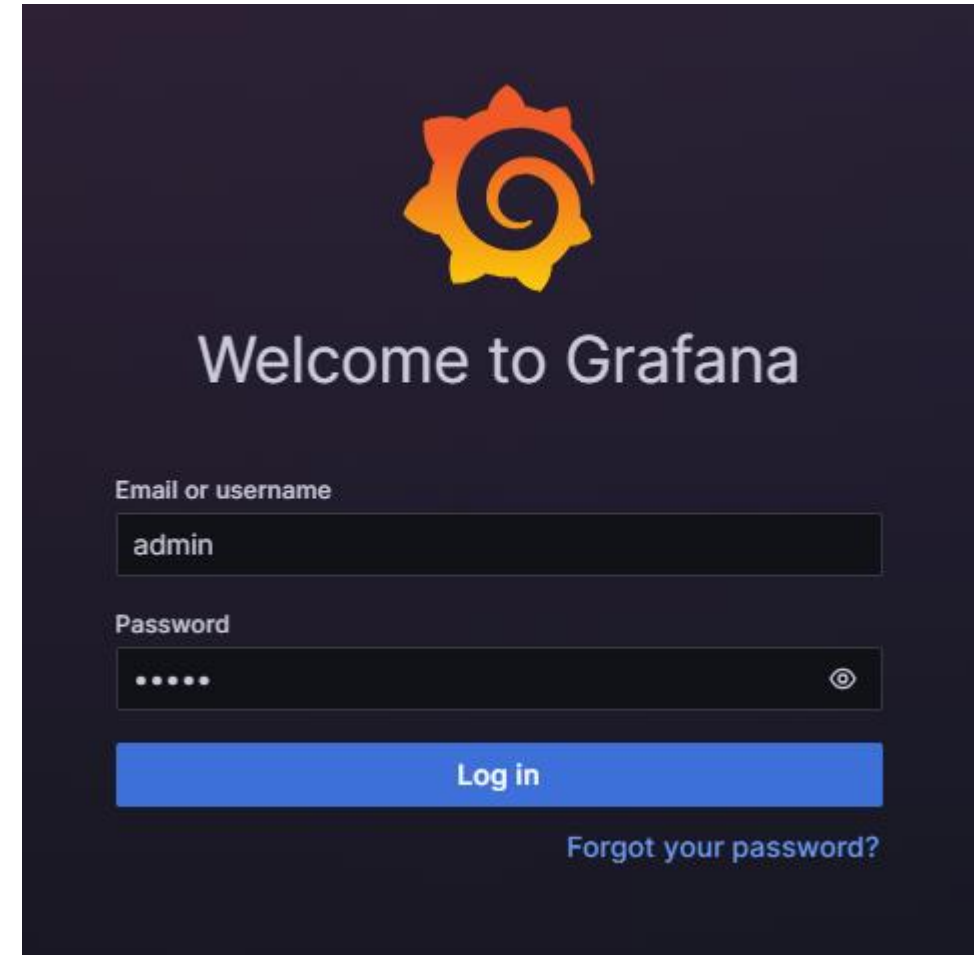 Welcome to Grafana
Email or username
admin
Password
•••••
Log in
Forgot your password?